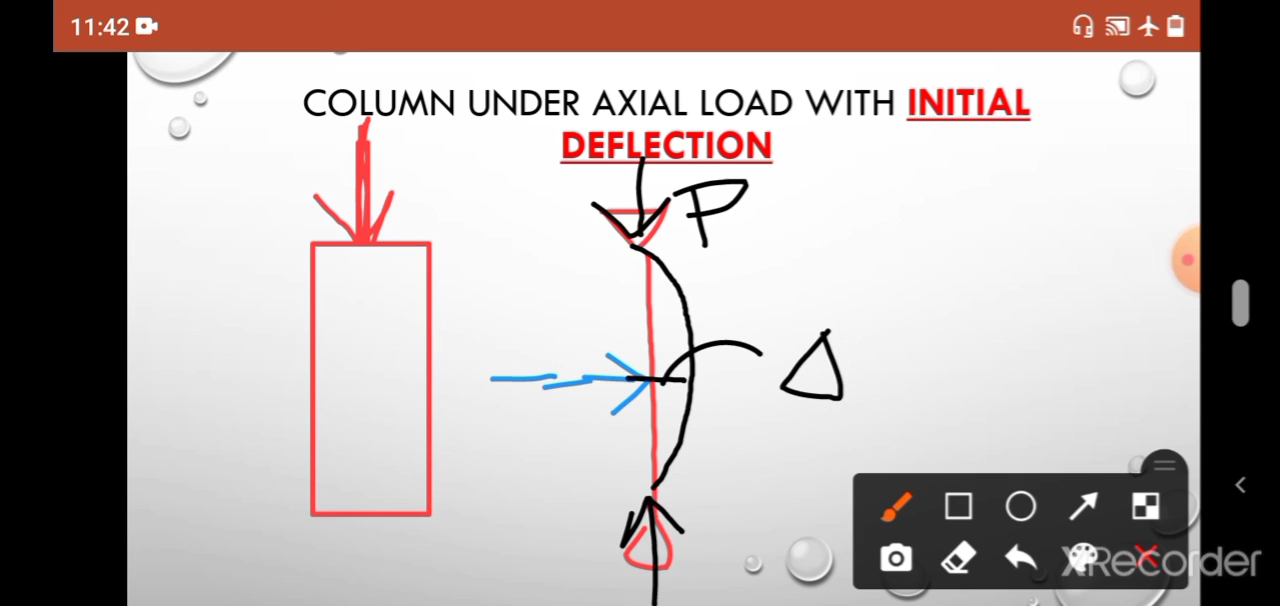 11:42
COLUMN UNDER AXIAL LOAD WITH INITIAL
DEFLECTION
P
Δ
XRecorder